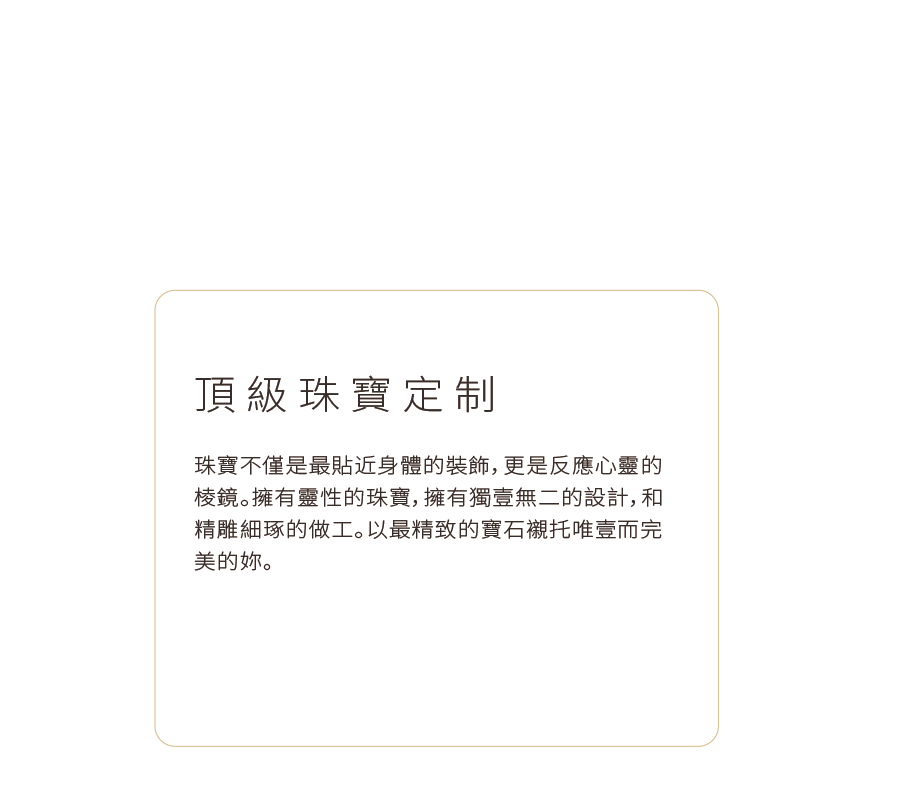 頂級珠寶定制
珠寶不僅是最貼近身體的裝飾，更是反應心靈的
棱鏡。擁有靈性的珠寶，擁有獨壹無二的設計，和
精雕細琢的做工。以最精致的寶石襯托唯壹而完
美的妳。